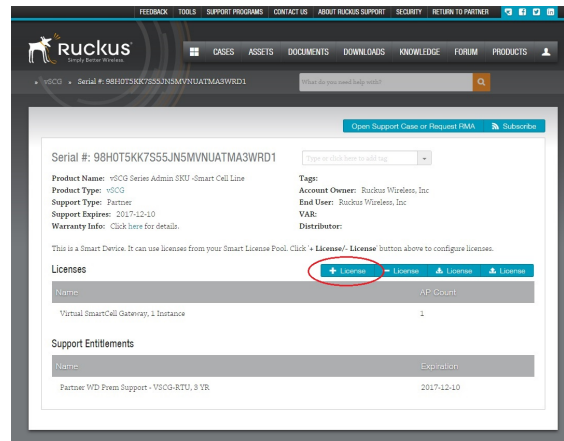 FEEDBACK TOOLS SUPPORT PROGRAMS CONTACT US ABOUT RUCKUS SUPPORT SECURITY RETURN TO PARTNER
Ruckus
Simply Better Wireless.
CASES ASSETS DOCUMENTS DOWNLOADS KNOWLEDGE FORUM PRODUCTS
vSCG Serial #: 98H0T5KK7S55JN5MVNUATMA3WRD1
What do you need help with?
Open Support Case or Request RMA Subscribe
Serial #: 98H0T5KK7S55JN5MVNUATMA3WRD1
Type or click here to add tag
Product Name: vSCG Series Admin SKU -Smart Cell Line Tags:
Product Type: vSCG Account Owner: Ruckus Wireless, Inc
Support Type: Partner End User: Ruckus Wireless, Inc
Support Expires: 2017-12-10 VAR:
Warranty Info: Click here for details. Distributor:
This is a Smart Device. It can use licenses from your Smart License Pool. Click '+ License/- License' button above to configure licenses.
Licenses + License - License License License
Name AP Count
Virtual SmartCell Gateway, 1 Instance 1
Support Entitlements
Name Expiration
Partner WD Prem Support - VSCG-RTU, 3 YR 2017-12-10